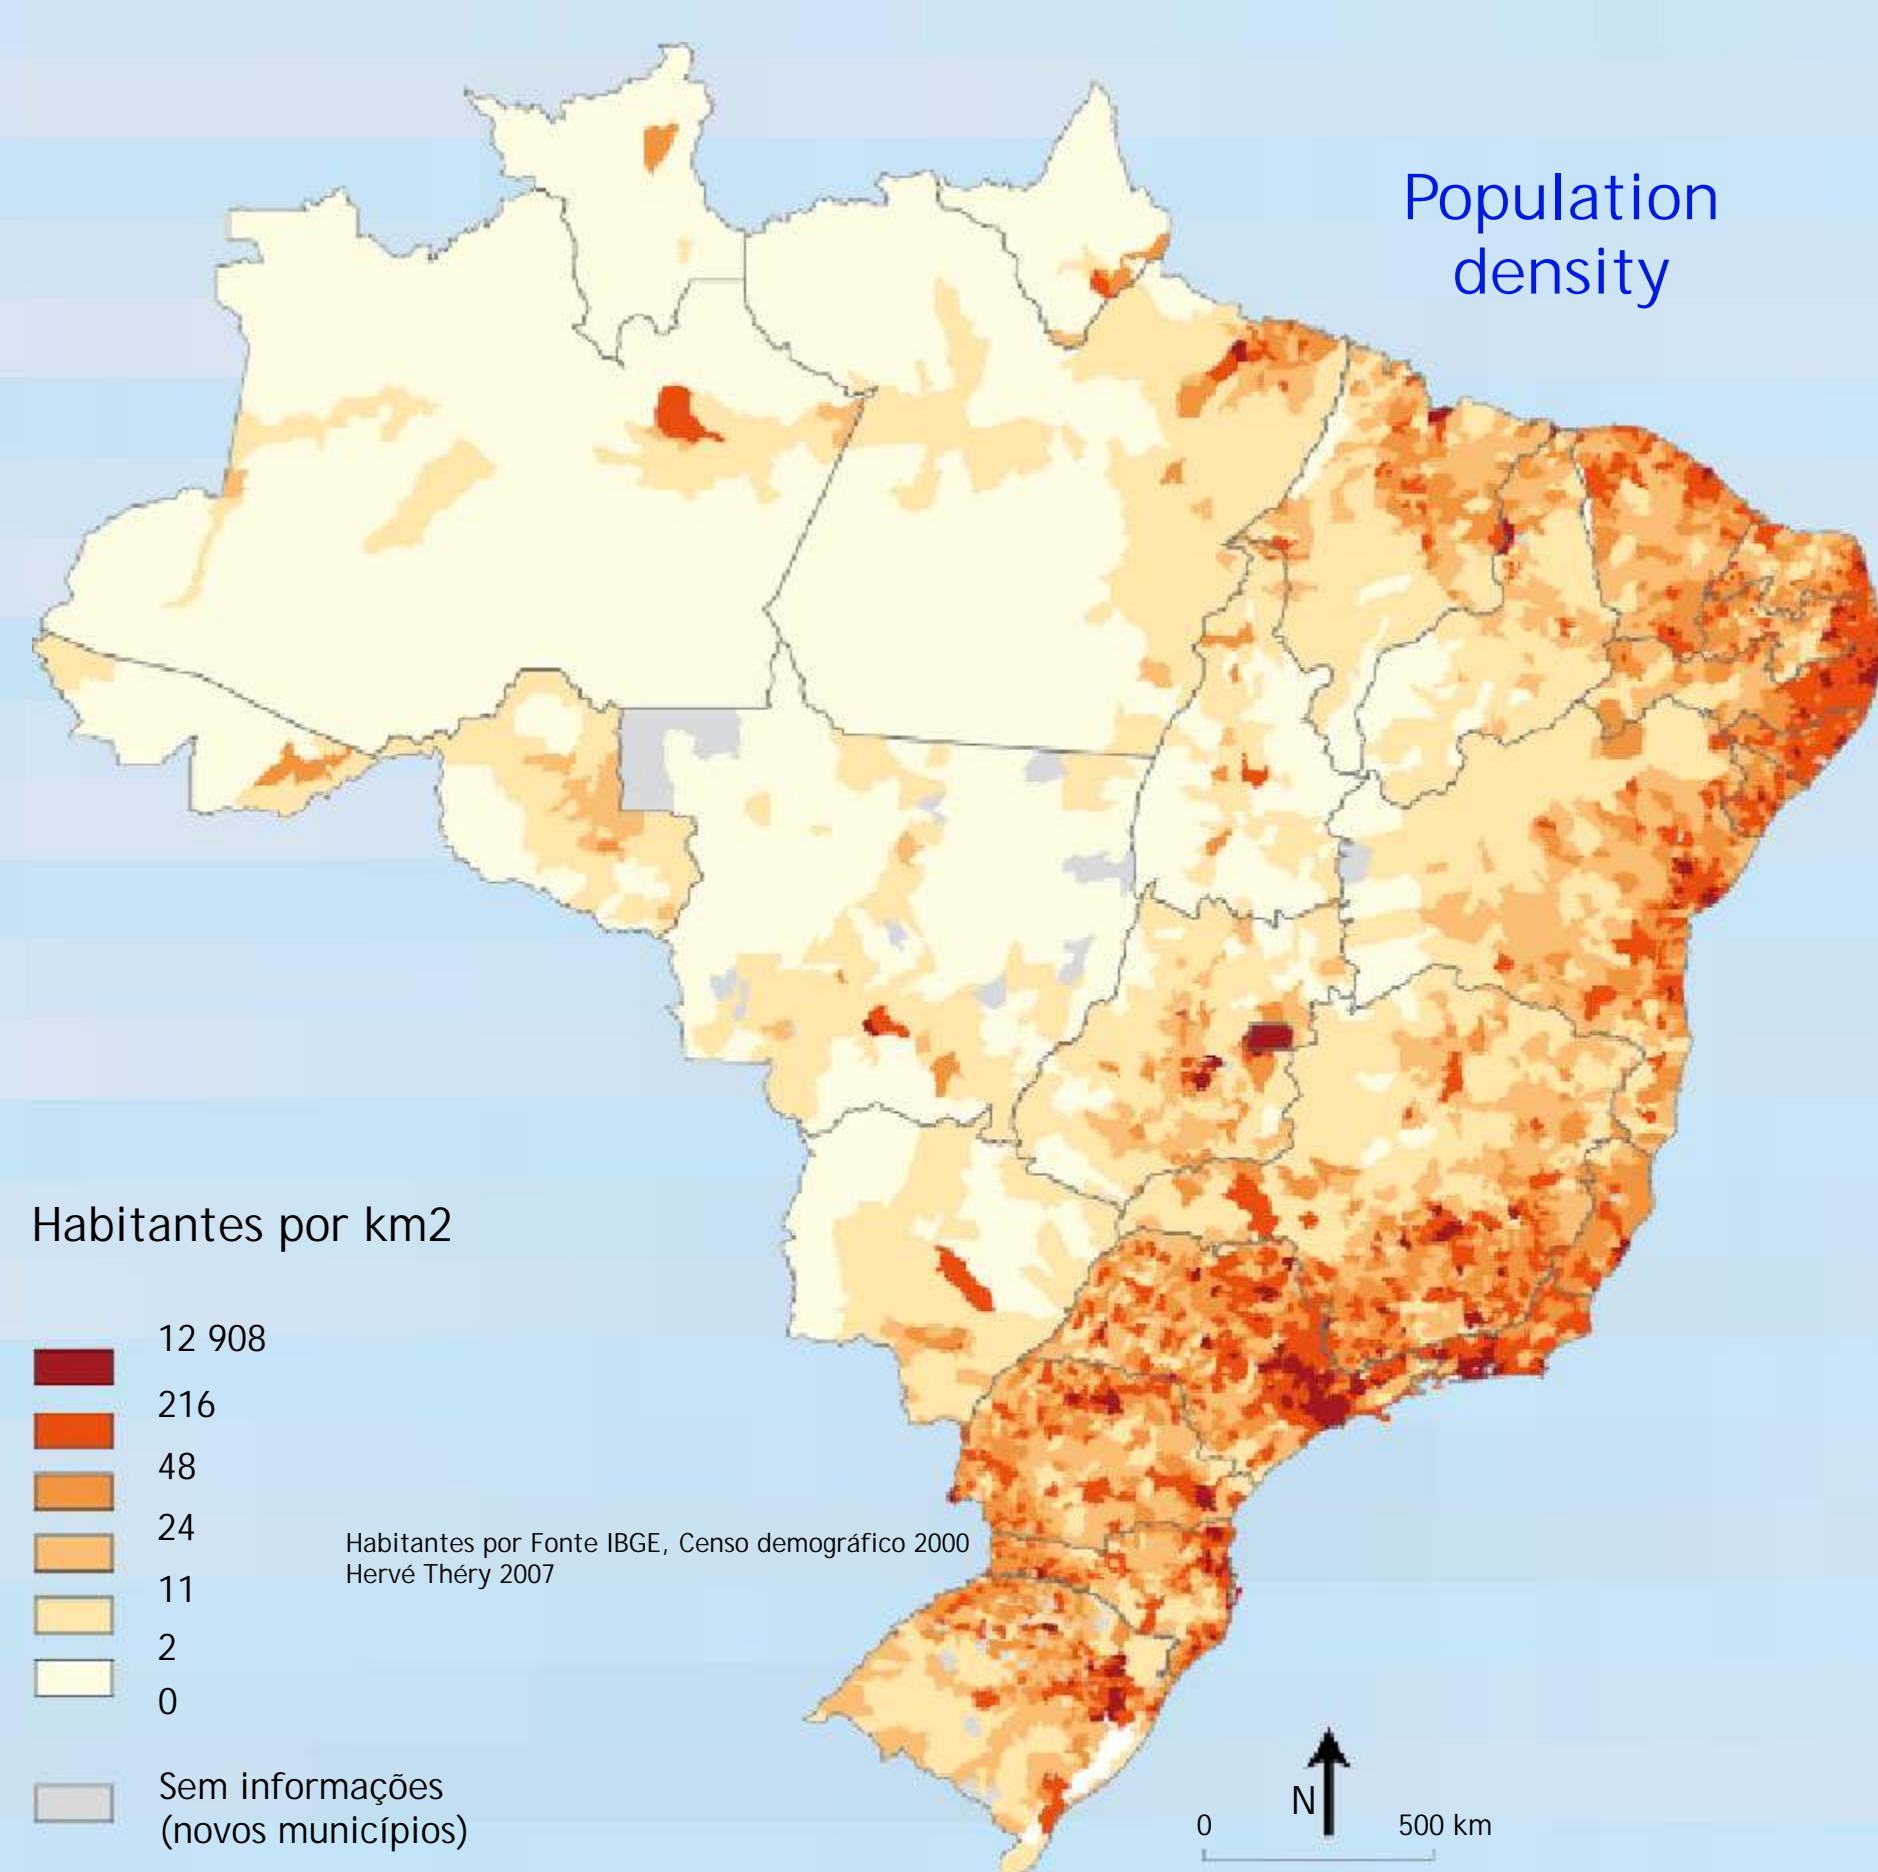 Population
density
Habitantes por km2
12 908
216
48
24
11
2
0
Sem informações
(novos municípios)
Habitantes por Fonte IBGE, Censo demográfico 2000
Hervé Théry 2007
N
0
500 km